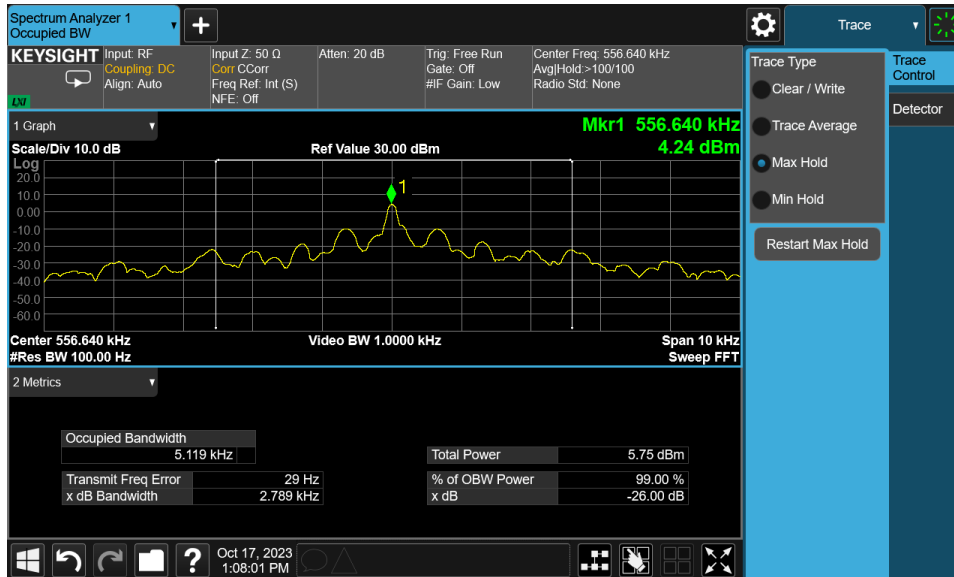 Spectrum Analyzer 1
Occupied BW
+
Trace
KEYSIGHT
LXI
Input: RF
Coupling: DC
Align: Auto
Input Z: 50 Ω
Corr CCorr
Freq Ref: Int (S)
NFE: Off
Atten: 20 dB
Trig: Free Run
Gate: Off
#IF Gain: Low
Center Freq: 556.640 kHz
Avg|Hold:>100/100
Radio Std: None
Trace Type
Clear / Write
Trace Average
Max Hold
Min Hold
Restart Max Hold
Trace
Control
Detector
1 Graph
Mkr1 556.640 kHz
4.24 dBm
Scale/Div 10.0 dB
Ref Value 30.00 dBm
Log
20.0
10.0
0.00
-10.0
-20.0
-30.0
-40.0
-50.0
-60.0
1
Center 556.640 kHz
#Res BW 100.00 Hz
Video BW 1.0000 kHz
Span 10 kHz
Sweep FFT
2 Metrics
Occupied Bandwidth
5.119 kHz
Total Power 5.75 dBm
Transmit Freq Error 29 Hz
% of OBW Power 99.00 %
x dB Bandwidth 2.789 kHz
x dB -26.00 dB
?
Oct 17, 2023
1:08:01 PM